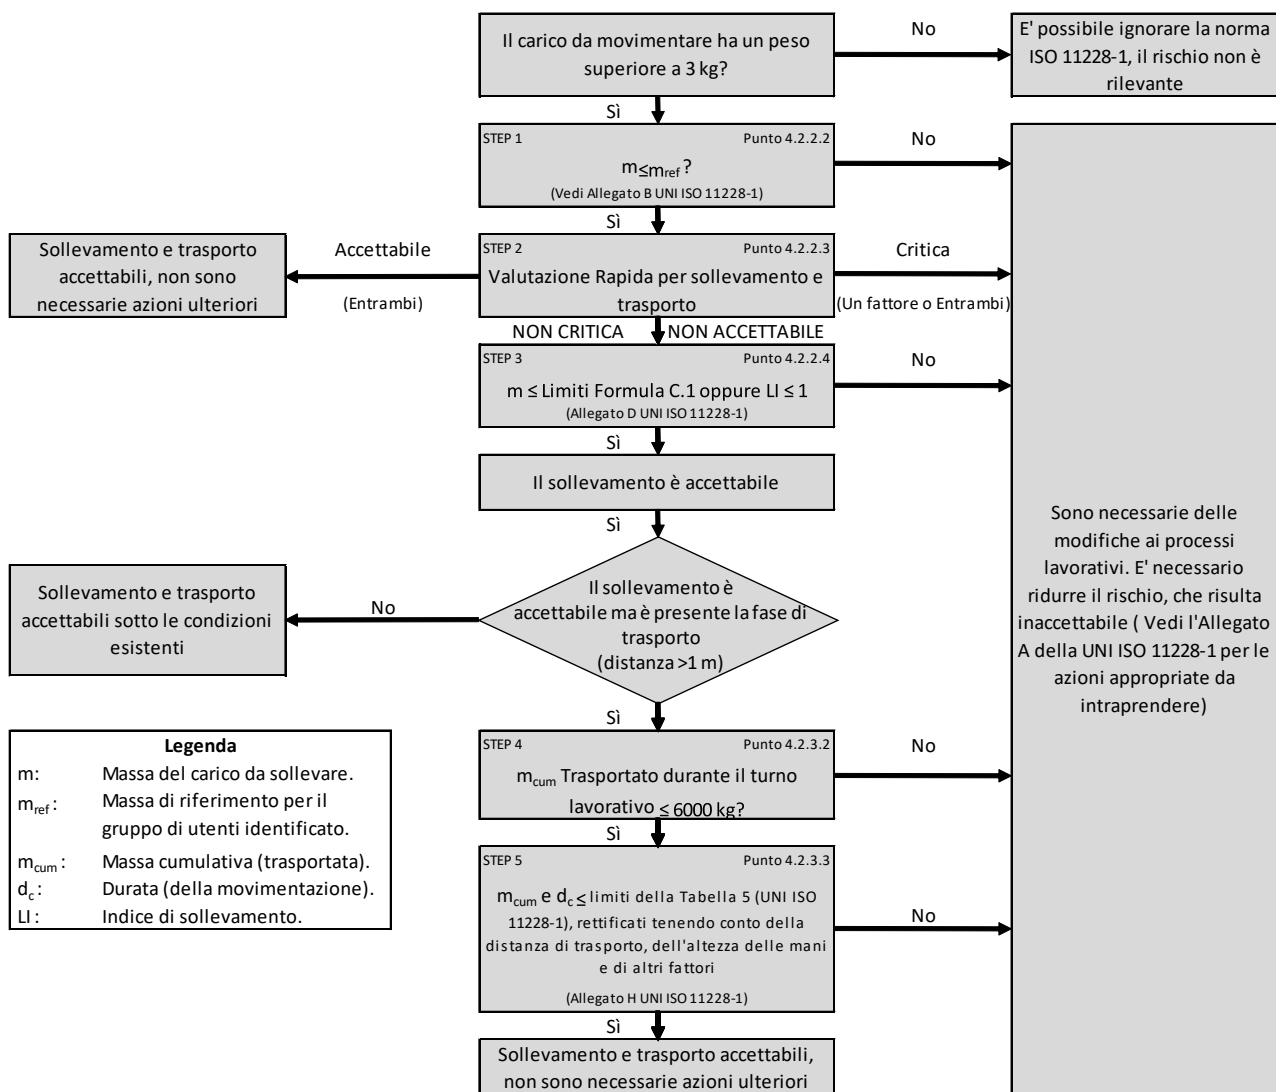 Il carico da movimentare ha un peso
superiore a 3 kg?
No
E' possibile ignorare la norma
ISO 11228-1, il rischio non è
rilevante
Sì
STEP 1 Punto 4.2.2.2
m≤mref ?
(Vedi Allegato B UNI ISO 11228-1)
No
Sì
Sollevamento e trasporto
accettabili, non sono
necessarie azioni ulteriori
Accettabile
(Entrambi)
STEP 2 Punto 4.2.2.3
Valutazione Rapida per sollevamento e
trasporto
Critica
(Un fattore o Entrambi)
NON CRITICA NON ACCETTABILE
STEP 3 Punto 4.2.2.4
m ≤ Limiti Formula C.1 oppure LI ≤ 1
(Allegato D UNI ISO 11228-1)
No
Sì
Il sollevamento è accettabile
Sì
Il sollevamento è
accettabile ma è presente la fase di
trasporto
(distanza >1 m)
No
Sollevamento e trasporto
accettabili sotto le condizioni
esistenti
Sono necessarie delle
modifiche ai processi
lavorativi. E' necessario
ridurre il rischio, che risulta
inaccettabile ( Vedi l'Allegato
A della UNI ISO 11228-1 per le
azioni appropriate da
intraprendere)
Sì
STEP 4 Punto 4.2.3.2
mcum Trasportato durante il turno
lavorativo ≤ 6000 kg?
No
Sì
STEP 5 Punto 4.2.3.3
mcum e dc ≤ limiti della Tabella 5 (UNI ISO
11228-1), rettificati tenendo conto della
distanza di trasporto, dell'altezza delle mani
e di altri fattori
(Allegato H UNI ISO 11228-1)
No
Sì
Sollevamento e trasporto accettabili,
non sono necessarie azioni ulteriori
Legenda
m: Massa del carico da sollevare.
mref : Massa di riferimento per il
gruppo di utenti identificato.
mcum : Massa cumulativa (trasportata).
dc : Durata (della movimentazione).
LI : Indice di sollevamento.